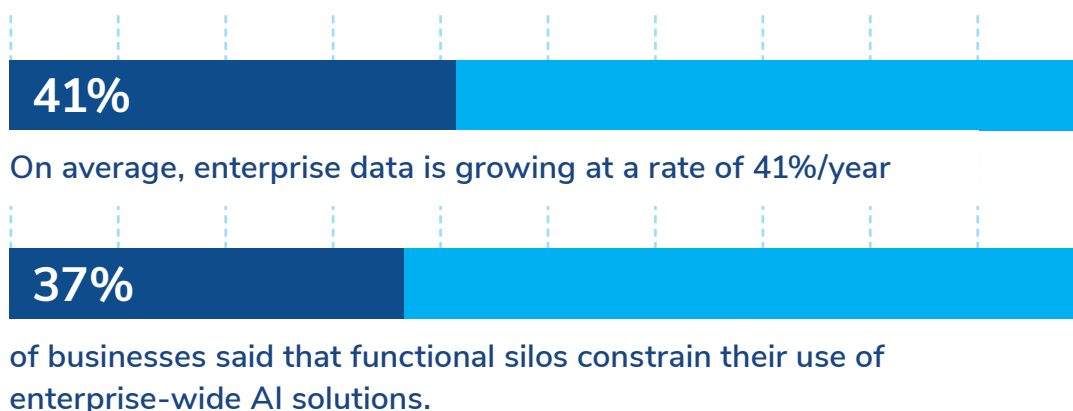 41%
On average, enterprise data is growing at a rate of 41%/year
37%
of businesses said that functional silos constrain their use of
enterprise-wide AI solutions.